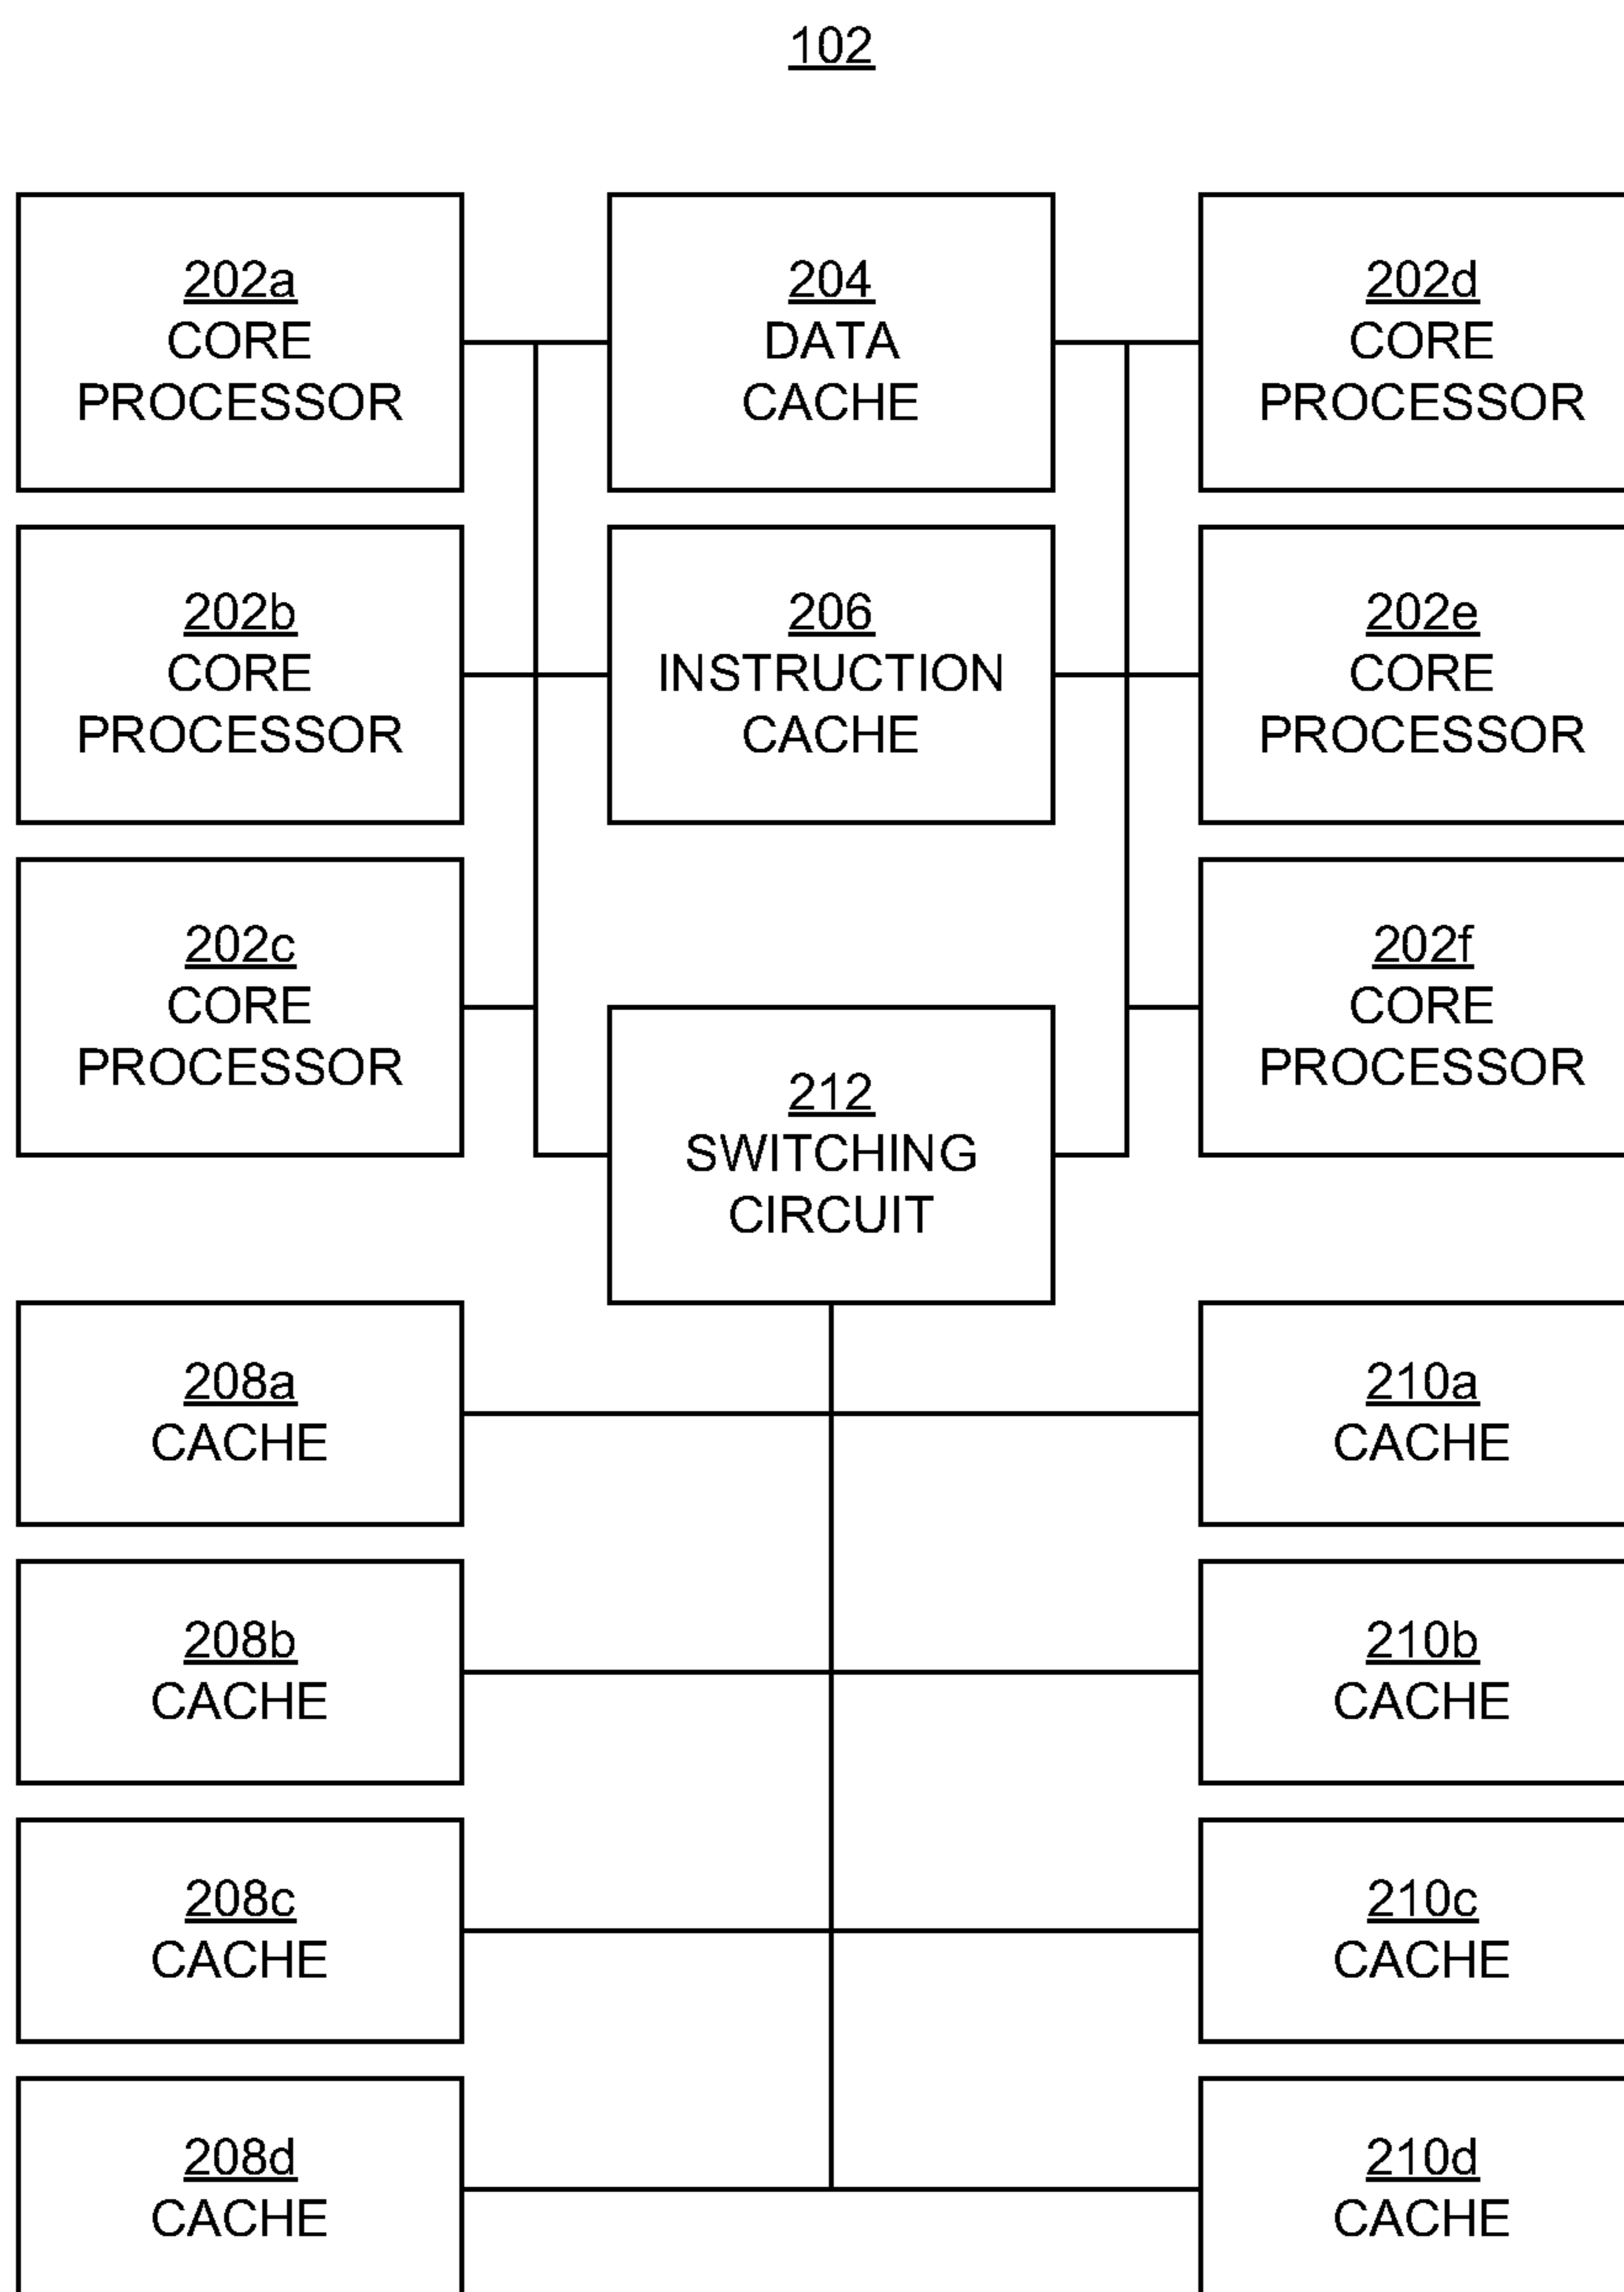 102
202a
CORE
PROCESSOR
204
DATA
CACHE
202d
CORE
PROCESSOR
202b
CORE
PROCESSOR
206
INSTRUCTION
CACHE
202e
CORE
PROCESSOR
202c
CORE
PROCESSOR
202f
CORE
PROCESSOR
212
SWITCHING
CIRCUIT
208a
CACHE
210a
CACHE
208b
CACHE
210b
CACHE
208c
CACHE
210c
CACHE
208d
CACHE
210d
CACHE